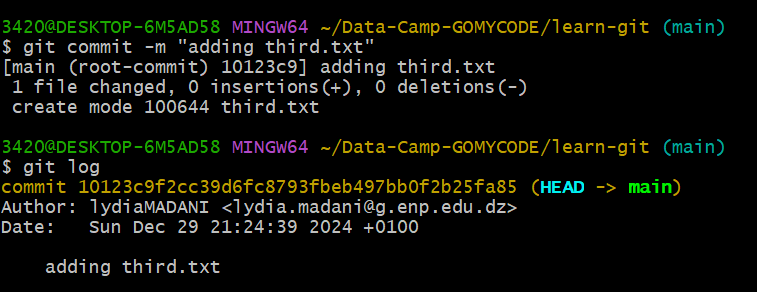 3420@DESKTOP-6M5AD58 MINGW64 ~/Data-Camp-GOMYCODE/learn-git (main)
$ git commit -m "adding third.txt"
[main (root-commit) 10123c9] adding third.txt
 1 file changed, 0 insertions(+), 0 deletions(-)
 create mode 100644 third.txt

3420@DESKTOP-6M5AD58 MINGW64 ~/Data-Camp-GOMYCODE/learn-git (main)
$ git log
commit 10123c9f2cc39d6fc8793fbeb497bb0f2b25fa85 (HEAD -> main)
Author: lydiaMADANI <lydia.madani@g.enp.edu.dz>
Date:   Sun Dec 29 21:24:39 2024 +0100

    adding third.txt